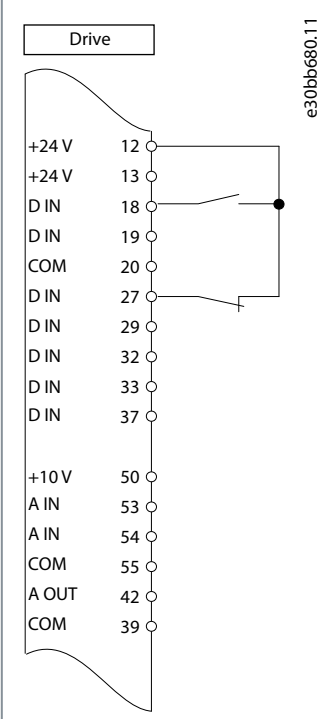 Drive
e30bb680.11
+24 V 12
+24 V 13
D IN 18
D IN 19
COM 20
D IN 27
D IN 29
D IN 32
D IN 33
D IN 37
+10 V 50
A IN 53
A IN 54
COM 55
A OUT 42
COM 39